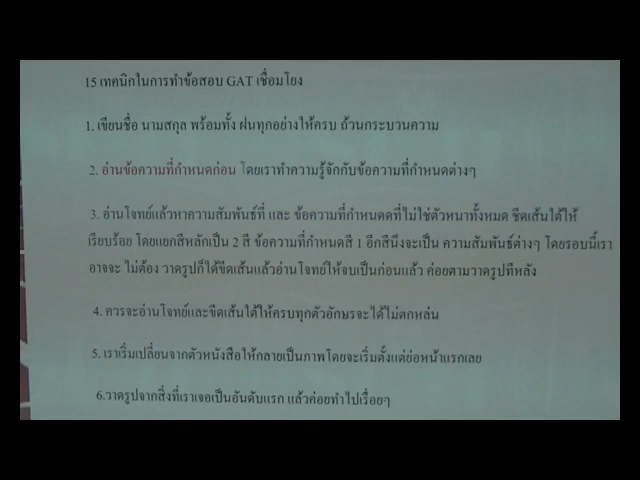 15 เทคนิกในการทำข้อสอบ GAT เชื่อมโยง
1. เขียนชื่อ นามสกุล พร้อมทั้ง ฝนทุกอย่างให้ครบ ถ้วนกระบวนความ
2. อ่านข้อความที่กำหนดก่อน โดยเราทำความรู้จักกับข้อความที่กำหนดต่างๆ
3. อ่านโจทย์แล้วหาความสัมพันธ์ที่ และ ข้อความที่กำหนดดที่ไม่ใช่ตัวหนาทั้งหมด ขีดเส้นใต้ให้
เรียบร้อย โดยแยกสีหลักเป็น 2 สี ข้อความที่กำหนดสี 1 อีกสีนึงจะเป็น ความสัมพันธ์ต่างๆ โดยรอบนี้เรา
อาจจะ ไม่ต้อง วาดรูปก็ได้ขีดเส้นแล้วอ่านโจทย์ให้จบเป็นก่อนแล้ว ค่อยตามวาดรูปทีหลัง
4. ควรจะอ่านโจทย์และขีดเส้นใต้ให้ครบทุกตัวอักษรจะได้ไม่ตกหล่น
5. เราเริ่มเปลี่ยนจากตัวหนังสือให้กลายเป็นภาพโดยจะเริ่มตั้งแต่ย่อหน้าแรกเลย
6.วาดรูปจากสิ่งที่เราเจอเป็นอันดับแรก แล้วค่อยทำไปเรื่อยๆ